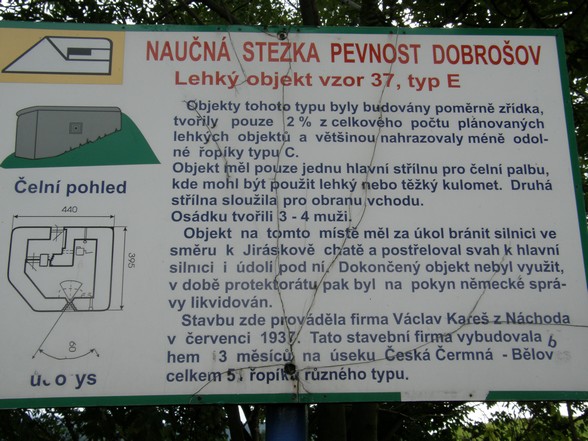 NAUČNÁ STEZKA PEVNOST DOBROŠOV
Lehký objekt vzor 37, typ E
Objekty tohoto typu byly budovány poměrně zřídka,
tvořily pouze 2 % z celkového počtu plánovaných
lehkých objektů a většinou nahrazovaly méně odol-
né řopíky typu C.
Objekt měl pouze jednu hlavní střílnu pro čelní palbu,
kde mohl být použit lehký nebo těžký kulomet. Druhá
střílna sloužila pro obranu vchodu.
Osádku tvořili 3 - 4 muži.
Objekt na tomto místě měl za úkol bránit silnici ve
směru k Jiráskově chatě a postřeloval svah k hlavní
silnici i údolí pod ní. Dokončený objekt nebyl využit,
v době protektorátu pak byl na pokyn německé sprá-
vy likvidován.
Stavbu zde prováděla firma Václav Kareš z Náchoda
v červenci 1937. Tato stavební firma vybudovala b
hem 3 měsíců na úseku Česká Čermná - Bělov
celkem 51 řopíků různého typu.
Čelní pohled
440
395
8